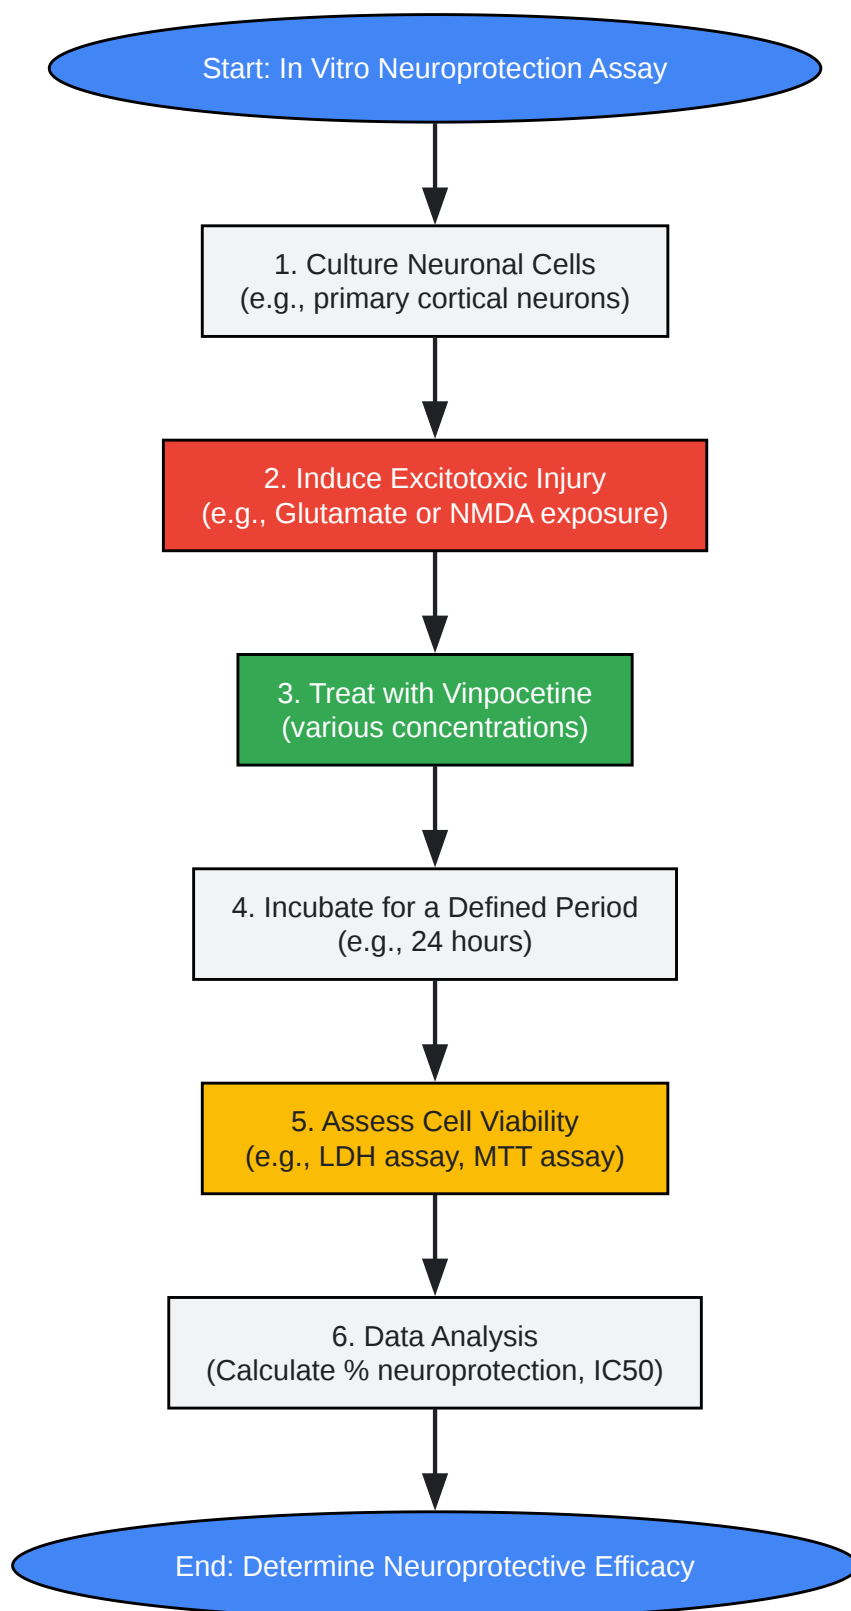 Start: In Vitro Neuroprotection Assay
1. Culture Neuronal Cells
(e.g., primary cortical neurons)
2. Induce Excitotoxic Injury
(e.g., Glutamate or NMDA exposure)
3. Treat with Vinpocetine
(various concentrations)
4. Incubate for a Defined Period
(e.g., 24 hours)
5. Assess Cell Viability
(e.g., LDH assay, MTT assay)
6. Data Analysis
(Calculate % neuroprotection, IC50)
End: Determine Neuroprotective Efficacy